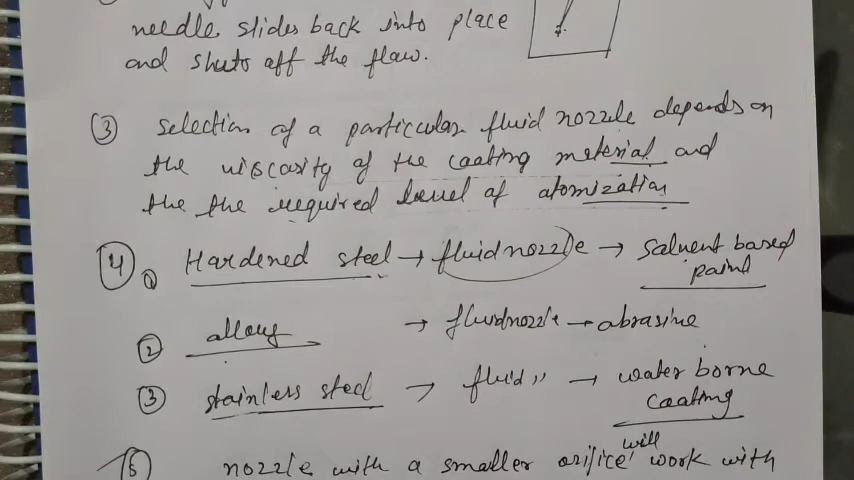 needle slides back into place
and shuts off the flow.
③ selection of a particular fluid nozzle depends on
the viscosity of the coating material and
the the required level of atomization
④ ① Hardened steel → fluid nozzle → solvent based
paint
② alloy → fluid nozzle → abrasive
③ stainless steel → fluid " → water borne
coating
will
⑤ nozzle with a smaller orifice work with